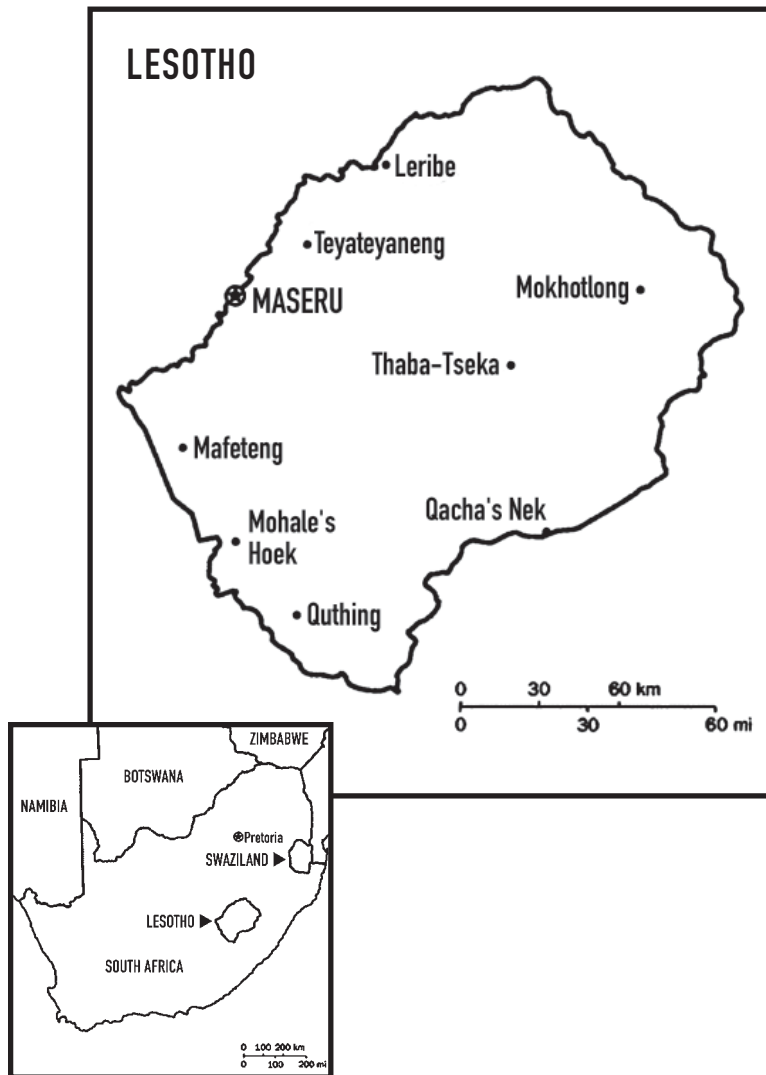 LESOTHO
Leribe
Teyateyaneng
MASERU
Mokhotlong
Thaba-Tseka
Mafeteng
Qacha's Nek
Mohale's
Hoek
Quthing
0 30 60 km
0 30 60 mi
ZIMBABWE
BOTSWANA
NAMIBIA
Pretoria
SWAZILAND
LESOTHO
SOUTH AFRICA
0 100 200 km
0 100 200 mi